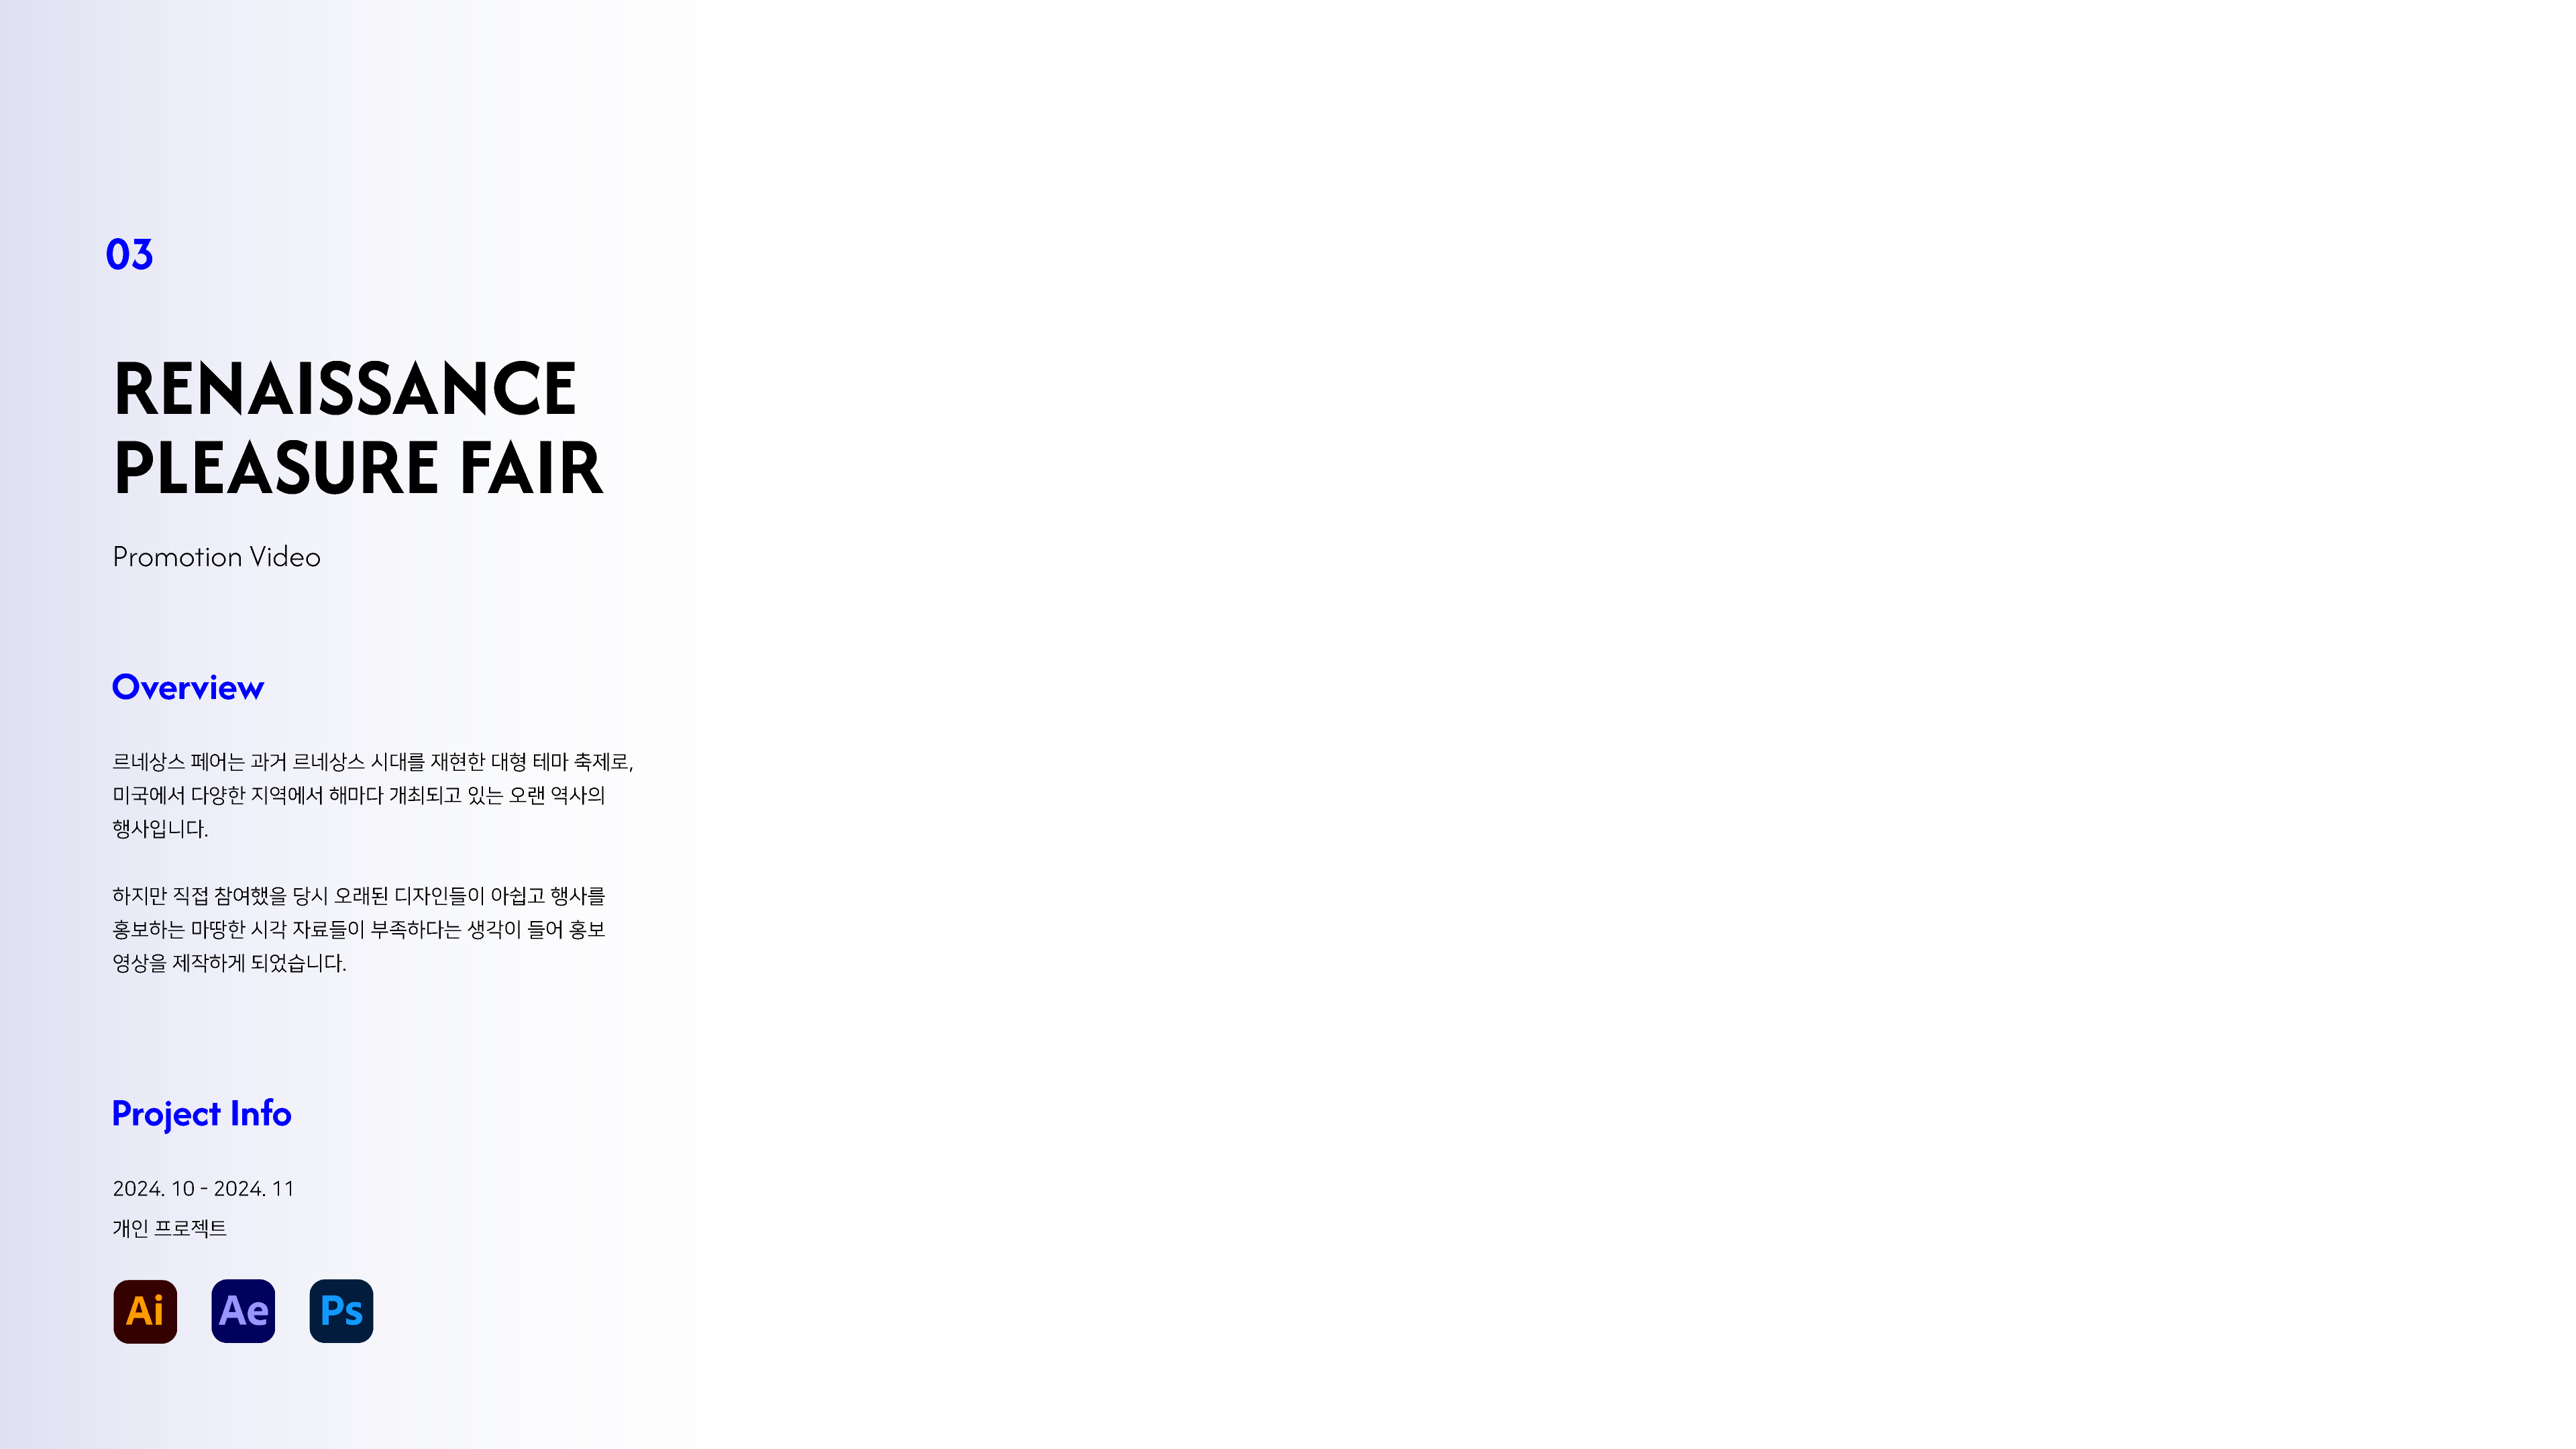 03
RENAISSANCE
PLEASURE FAIR
Promotion Video
Overview
르네상스 페어는 과거 르네상스 시대를 재현한 대형 테마 축제로,
미국에서 다양한 지역에서 해마다 개최되고 있는 오랜 역사의
행사입니다.
하지만 직접 참여했을 당시 오래된 디자인들이 아쉽고 행사를
홍보하는 마땅한 시각 자료들이 부족하다는 생각이 들어 홍보
영상을 제작하게 되었습니다.
Project Info
2024. 10 - 2024. 11
개인 프로젝트
Ai Ae Ps